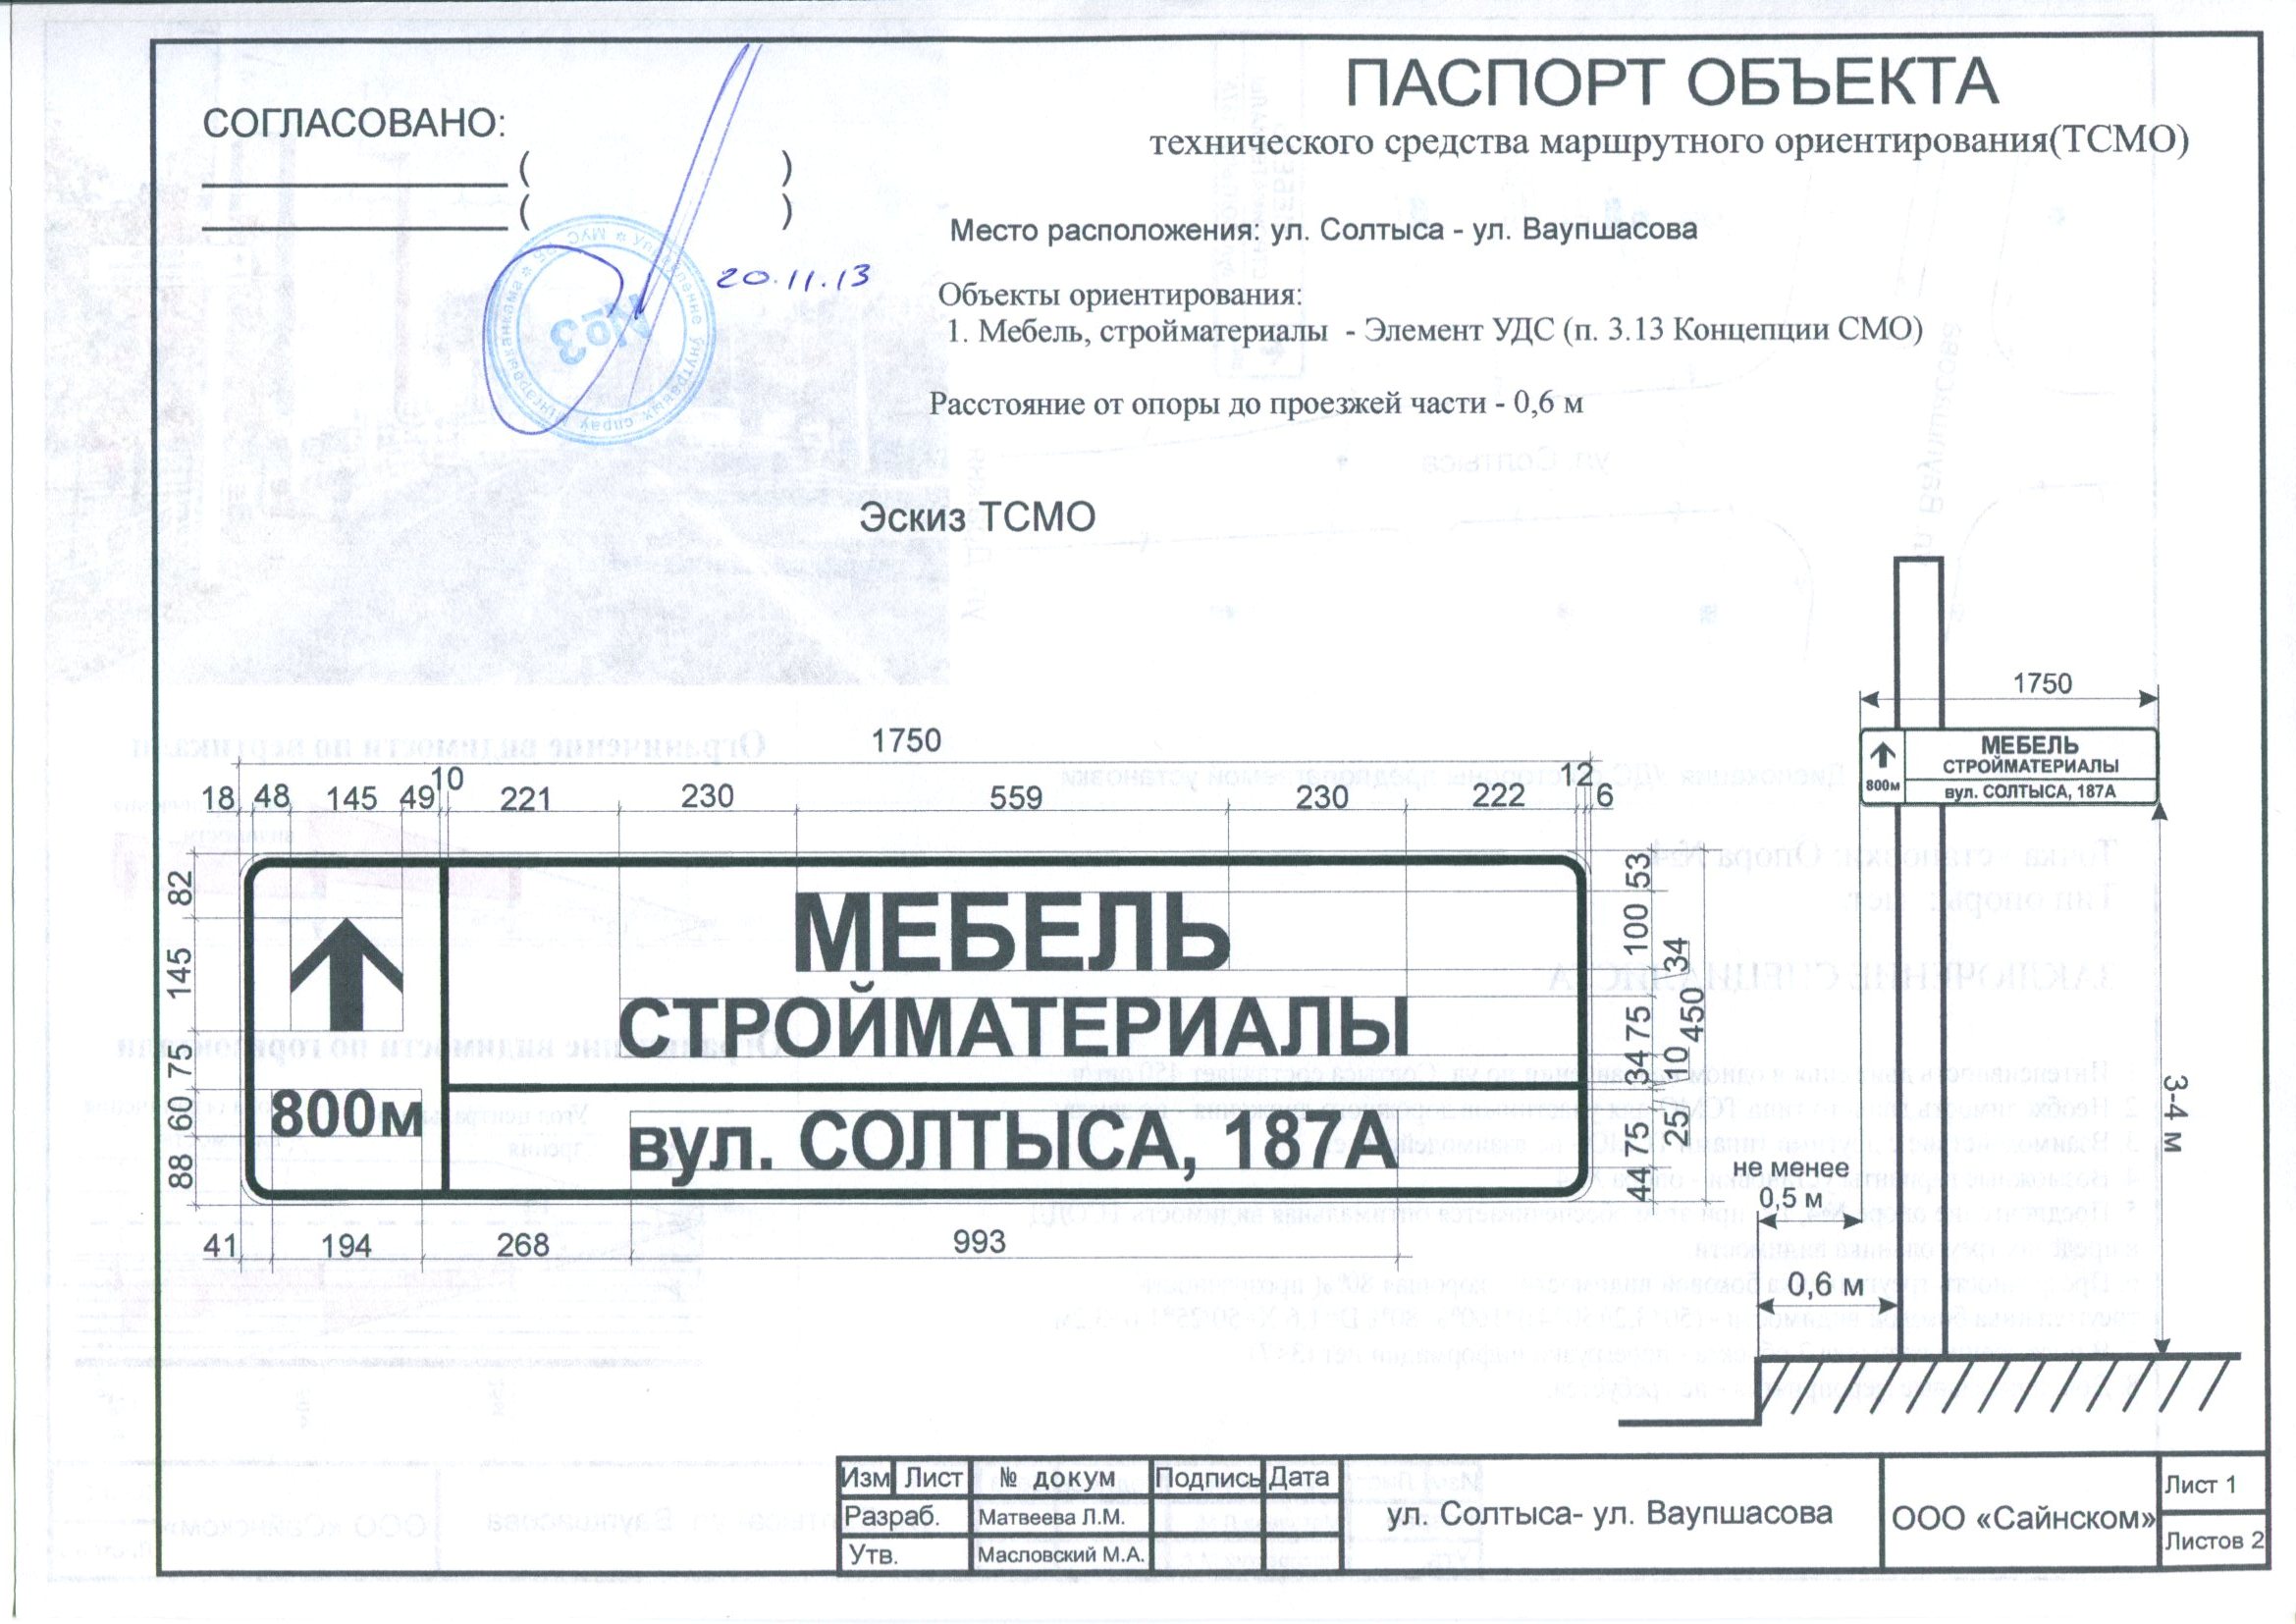 СОГЛАСОВАНО:
ПАСПОРТ ОБЪЕКТА
технического средства маршрутного ориентирования(ТСМО)
( )
( )
20.11.13
№3
Место расположения: ул. Солтыса - ул. Ваупшасова
Объекты ориентирования:
1. Мебель, стройматериалы - Элемент УДС (п. 3.13 Концепции СМО)
Расстояние от опоры до проезжей части - 0,6 м
Эскиз ТСМО
1750
18 48 145 49 10 221 230 559 230 222 12 6
82
145
75
60
88
МЕБЕЛЬ
СТРОЙМАТЕРИАЛЫ
800м
вул. СОЛТЫСА, 187А
53
100
34
75
450
34
10
25
75
44
41 194 268 993
1750
МЕБЕЛЬ
СТРОЙМАТЕРИАЛЫ
800м
вул. СОЛТЫСА, 187А
3-4 м
не менее
0,5 м
0,6 м
Изм Лист № докум Подпись Дата
Разраб. Матвеева Л.М.
Утв. Масловский М.А.
ул. Солтыса- ул. Ваупшасова
ООО «Сайнском»
Лист 1
Листов 2